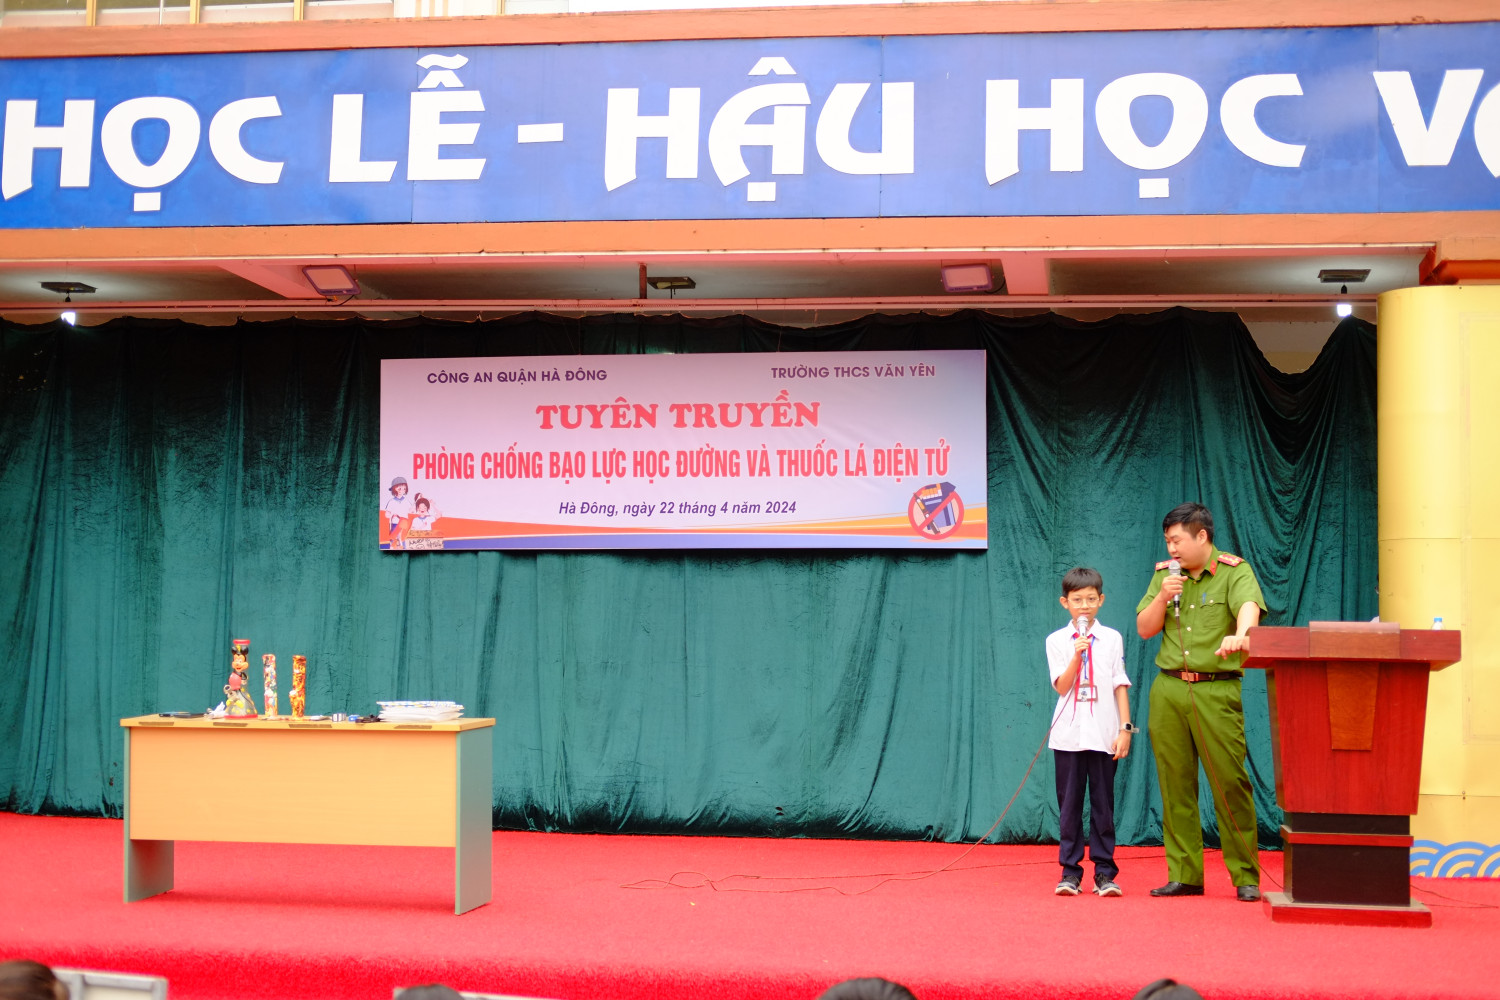 HỌC LỄ - HẬU HỌC
CÔNG AN QUẬN HÀ ĐÔNG
TRƯỜNG THCS VĂN YÊN
TUYÊN TRUYỀN
PHÒNG CHỐNG BẠO LỰC HỌC ĐƯỜNG VÀ THUỐC LÁ ĐIỆN TỬ
Hà Đông, ngày 22 tháng 4 năm 2024